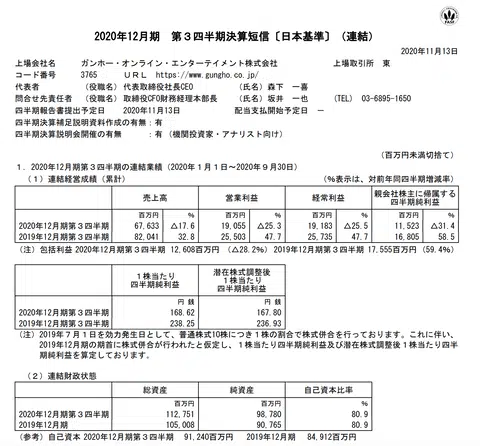 2020年12月期 第3四半期決算短信〔日本基準〕(連結)
2020年11月13日
上場会社名 ガンホー・オンライン・エンターテイメント株式会社 上場取引所 東
コード番号 3765 URL https://www.gungho.co.jp/
代表者 (役職名) 代表取締役社長CEO (氏名) 森下 一喜
問合せ先責任者 (役職名) 取締役CFO財務経理本部長 (氏名) 坂井 一也 (TEL) 03-6895-1650
四半期報告書提出予定日 2020年11月13日 配当支払開始予定日 -
四半期決算補足説明資料作成の有無:有
四半期決算説明会開催の有無 :有 (機関投資家・アナリスト向け)
(百万円未満切捨て)
1.2020年12月期第3四半期の連結業績(2020年1月1日~2020年9月30日)
(1)連結経営成績(累計) (%表示は、対前年同四半期増減率)
売上高 営業利益 経常利益 親会社株主に帰属する四半期純利益
百万円 % 百万円 % 百万円 % 百万円 %
2020年12月期第3四半期 67,633 △17.6 19,055 △25.3 19,183 △25.5 11,523 △31.4
2019年12月期第3四半期 82,041 32.8 25,503 47.7 25,735 47.7 16,805 58.5
(注)包括利益 2020年12月期第3四半期 12,608百万円(△28.2%) 2019年12月期第3四半期 17,555百万円(59.4%)
1株当たり四半期純利益 潜在株式調整後1株当たり四半期純利益
円 銭 円 銭
2020年12月期第3四半期 168.62 167.80
2019年12月期第3四半期 238.25 236.93
(注)2019年7月1日を効力発生日として、普通株式10株につき1株の割合で株式併合を行っております。これに伴い、
2019年12月期の期首に株式併合が行われたと仮定し、1株当たり四半期純利益及び潜在株式調整後1株当たり四半
期純利益を算定しております。
(2)連結財政状態
総資産 純資産 自己資本比率
百万円 百万円 %
2020年12月期第3四半期 112,751 98,780 80.9
2019年12月期 105,008 90,765 80.9
(参考)自己資本 2020年12月期第3四半期 91,240百万円 2019年12月期 84,912百万円